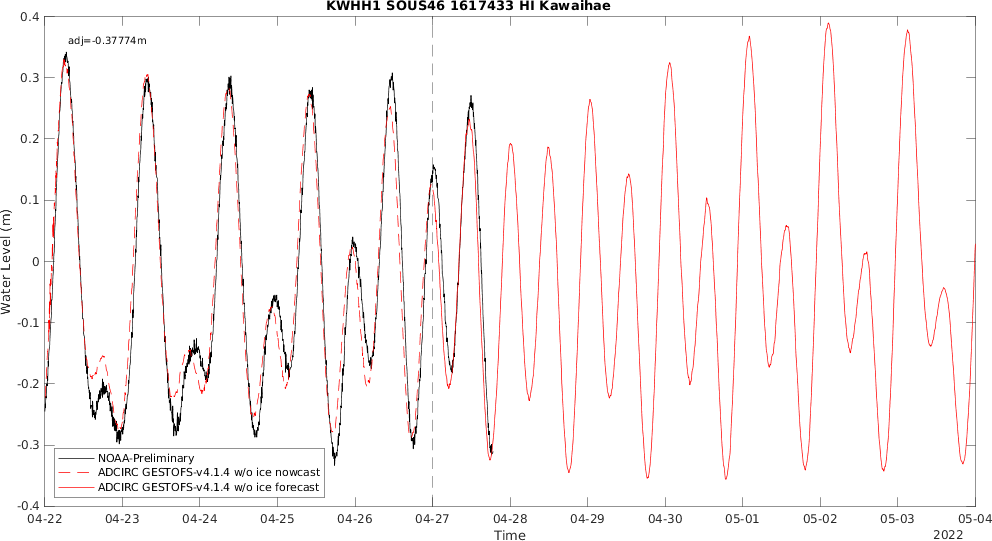 KWHH1 SOUS46 1617433 HI Kawaihae
adj=-0.37774m
0.4
0.3
0.2
0.1
0
-0.1
-0.2
-0.3
-0.4
Water Level (m)
NOAA-Preliminary
ADCIRC GESTOFS-v4.1.4 w/o ice nowcast
ADCIRC GESTOFS-v4.1.4 w/o ice forecast
04-22 04-23 04-24 04-25 04-26 04-27 04-28 04-29 04-30 05-01 05-02 05-03 05-04
Time
2022